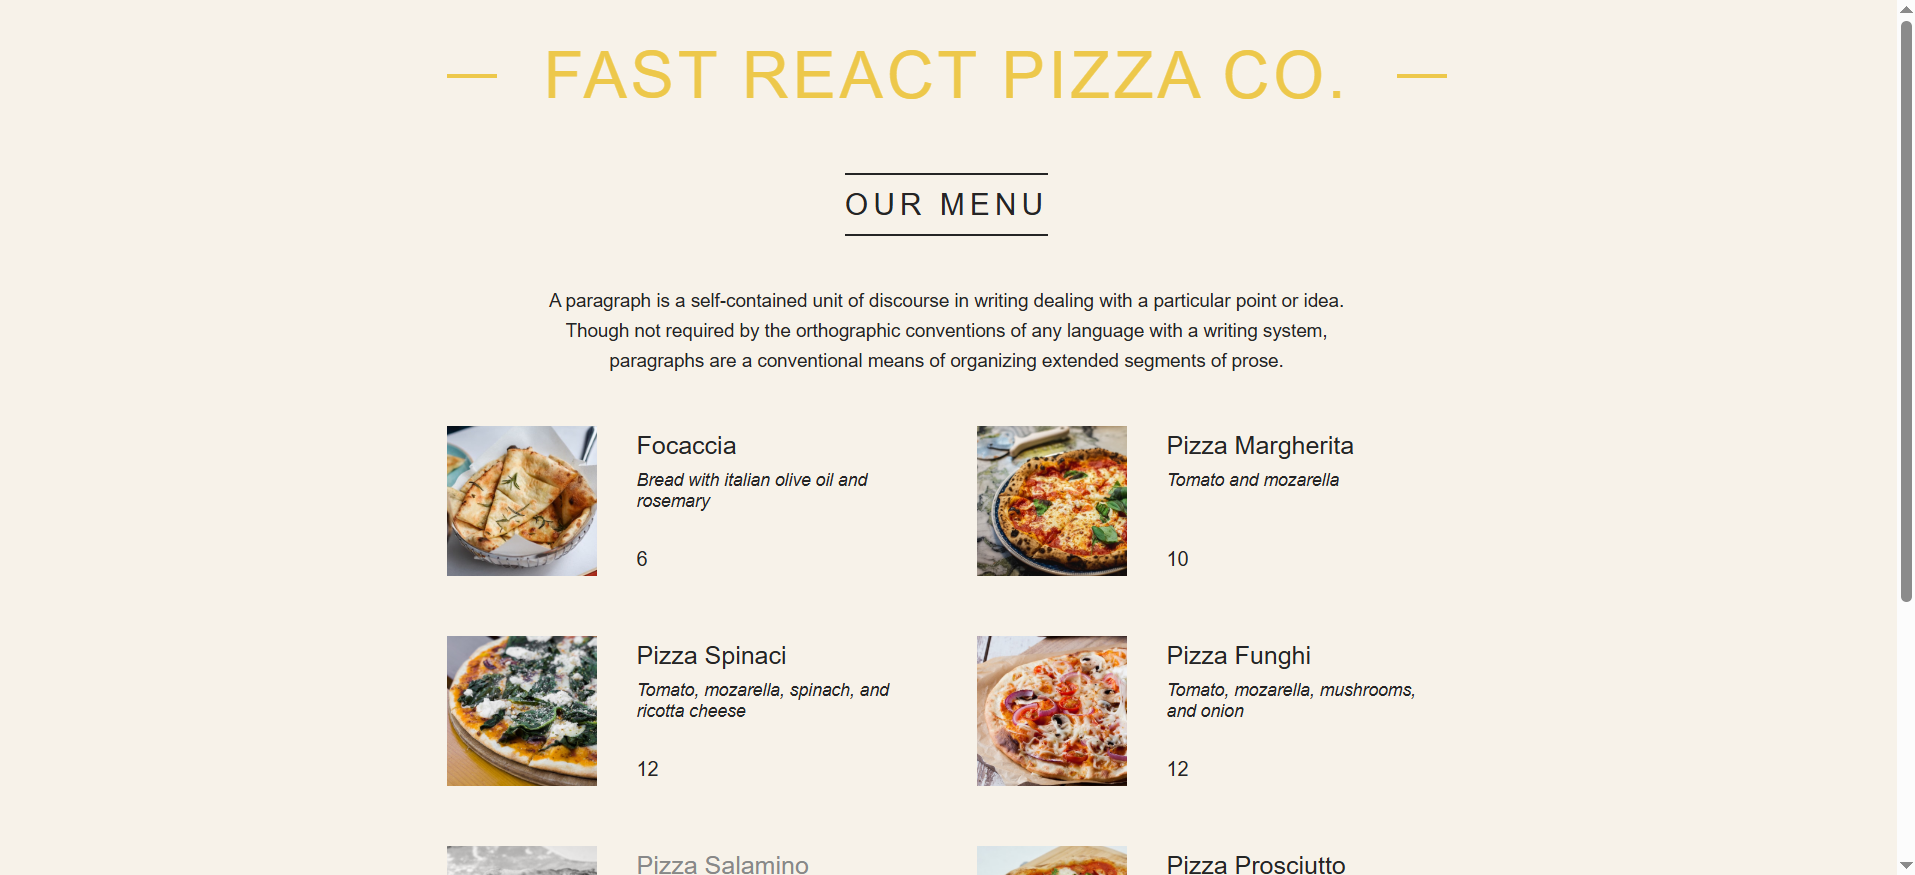 FAST REACT PIZZA CO.
OUR MENU
A paragraph is a self-contained unit of discourse in writing dealing with a particular point or idea.
Though not required by the orthographic conventions of any language with a writing system,
paragraphs are a conventional means of organizing extended segments of prose.
Focaccia
Bread with italian olive oil and
rosemary
6
Pizza Margherita
Tomato and mozarella
10
Pizza Spinaci
Tomato, mozarella, spinach, and
ricotta cheese
12
Pizza Funghi
Tomato, mozarella, mushrooms,
and onion
12
Pizza Salamino
Pizza Prosciutto